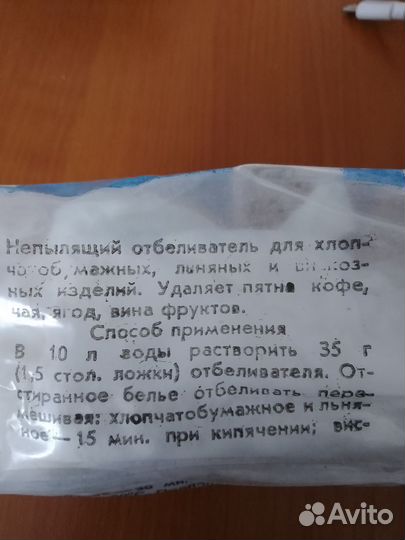 Непылящий отбеливатель для хлоп-
чатобумажных, льняных и вискоз-
ных изделий. Удаляет пятна кофе,
чая, ягод, вина фруктов.
Способ применения
В 10 л воды растворить 35 г
(1,5 стол. ложки) отбеливателя. От-
стиранное белье отбеливать пере-
мешивая: хлопчатобумажное и льня-
ное — 15 мин. при кипячении; вис-
мин.
Avito